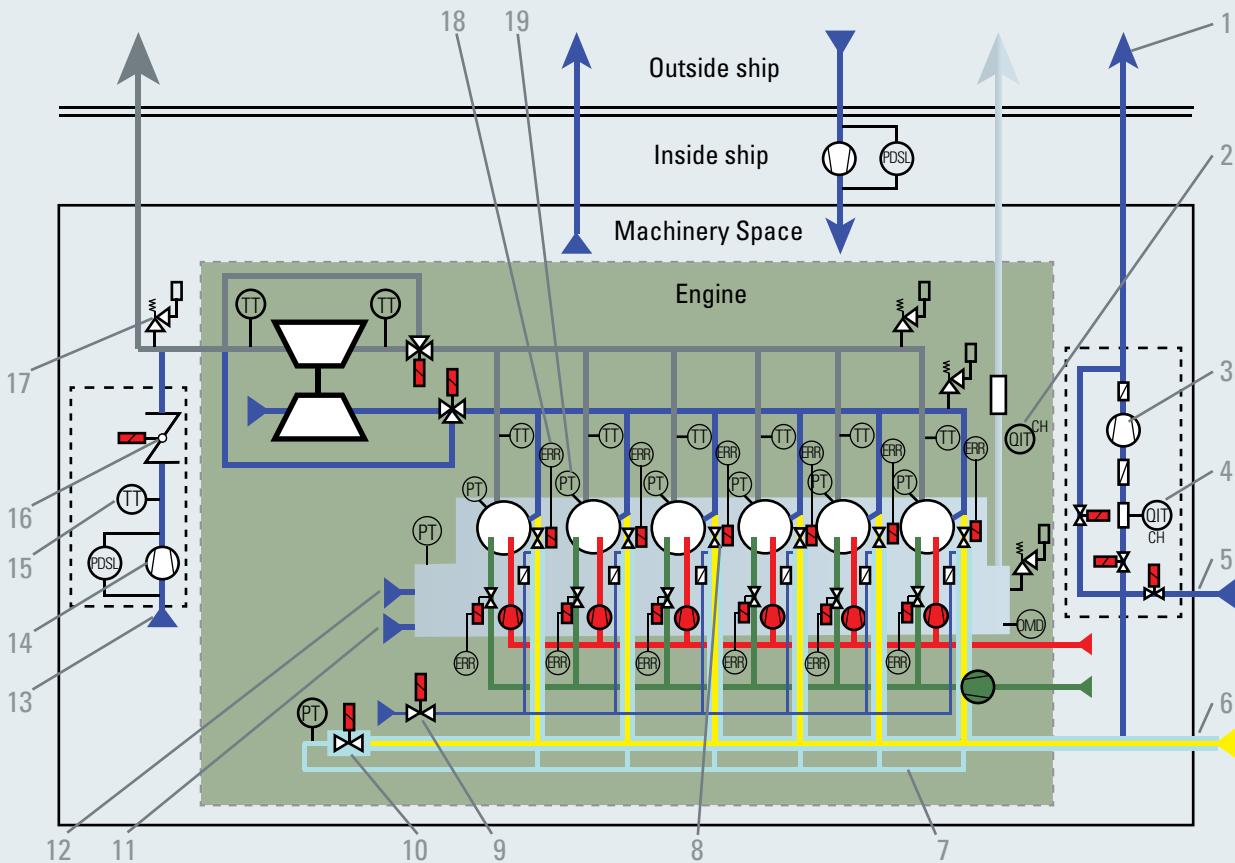 18 19
1
Outside ship
Inside ship
PDSL
2
Machinery Space
Engine
TT TT
17
3
CH
QIT
TT TT TT TT TT TT
ERR ERR ERR ERR ERR ERR
4
PT PT PT PT PT PT
QIT
CH
16
TT
PT
15
PDSL
5
14
OMD
13
ERR ERR ERR ERR ERR ERR
PT
6
12 11 10 9 8 7